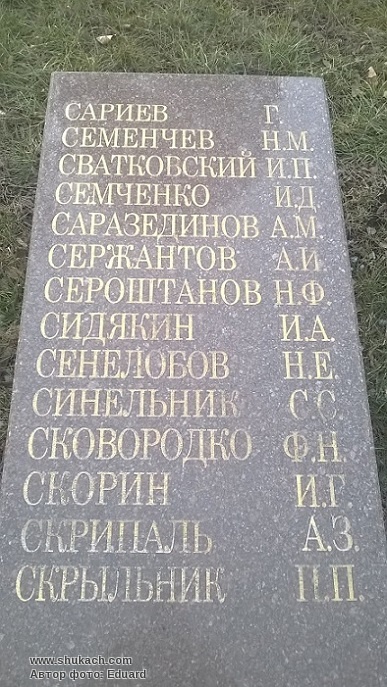 САРИЕВ Г.
СЕМЕНЧЕВ Н.М.
СВАТКОВСКИЙ И.П.
СЕМЧЕНКО И.Д.
САРАЗЕДИНОВ А.М.
СЕРЖАНТОВ А.И.
СЕРОШТАНОВ Н.Ф.
СИДЯКИН И.А.
СЕНЕЛОБОВ Н.Е.
СИНЕЛЬНИК С.С.
СКОВОРОДКО Ф.Н.
СКОРИН И.Г.
СКРИПАЛЬ А.З.
СКРЫЛЬНИК П.П.
www.shukach.com
Автор фото: Eduard